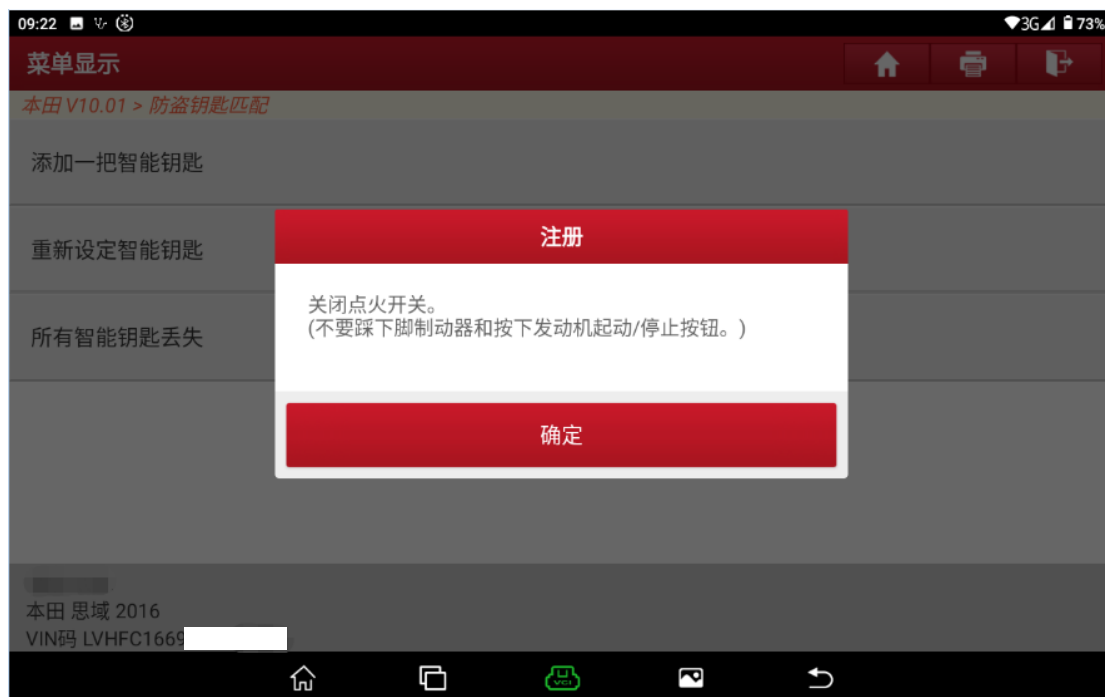 09:22
3G 73%
菜单显示
本田 V10.01 > 防盗钥匙匹配
添加一把智能钥匙
重新设定智能钥匙
所有智能钥匙丢失
注册
关闭点火开关。
(不要踩下脚制动器和按下发动机起动/停止按钮。)
确定
本田 思域 2016
VIN码 LVHFC1669
VCI